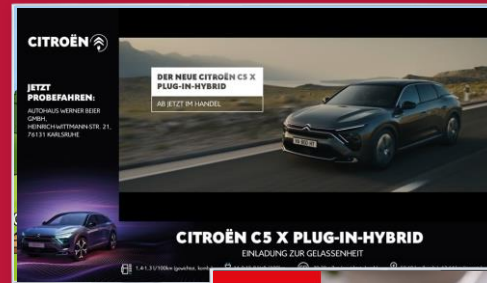 CITROËN
JETZT
PROBEFAHREN:
AUTOHAUS WERNER BEIER
GMBH,
HEINRICH-WITTMANN-STR. 21,
76131 KARLSRUHE
DER NEUE CITROËN C5 X
PLUG-IN-HYBRID
AB JETZT IM HANDEL
CITROËN C5 X PLUG-IN-HYBRID
EINLADUNG ZUR GELASSENHEIT